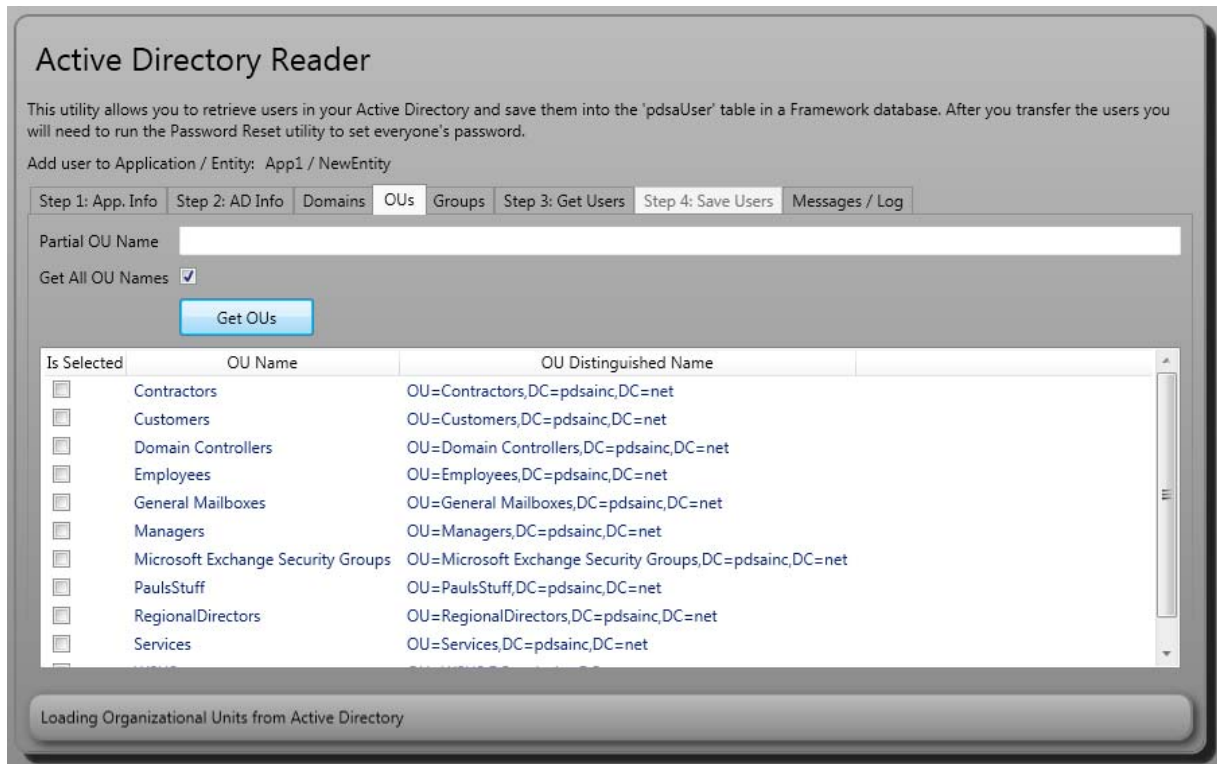 Active Directory Reader
This utility allows you to retrieve users in your Active Directory and save them into the 'pdsaUser' table in a Framework database. After you transfer the users you
will need to run the Password Reset utility to set everyone's password.
Add user to Application / Entity: App1 / NewEntity
Step 1: App. Info Step 2: AD Info Domains OUs Groups Step 3: Get Users Step 4: Save Users Messages / Log
Partial OU Name
Get All OU Names
Get OUs
Is Selected OU Name OU Distinguished Name
Contractors OU=Contractors,DC=pdsainc,DC=net
Customers OU=Customers,DC=pdsainc,DC=net
Domain Controllers OU=Domain Controllers,DC=pdsainc,DC=net
Employees OU=Employees,DC=pdsainc,DC=net
General Mailboxes OU=General Mailboxes,DC=pdsainc,DC=net
Managers OU=Managers,DC=pdsainc,DC=net
Microsoft Exchange Security Groups OU=Microsoft Exchange Security Groups,DC=pdsainc,DC=net
PaulsStuff OU=PaulsStuff,DC=pdsainc,DC=net
RegionalDirectors OU=RegionalDirectors,DC=pdsainc,DC=net
Services OU=Services,DC=pdsainc,DC=net
Loading Organizational Units from Active Directory